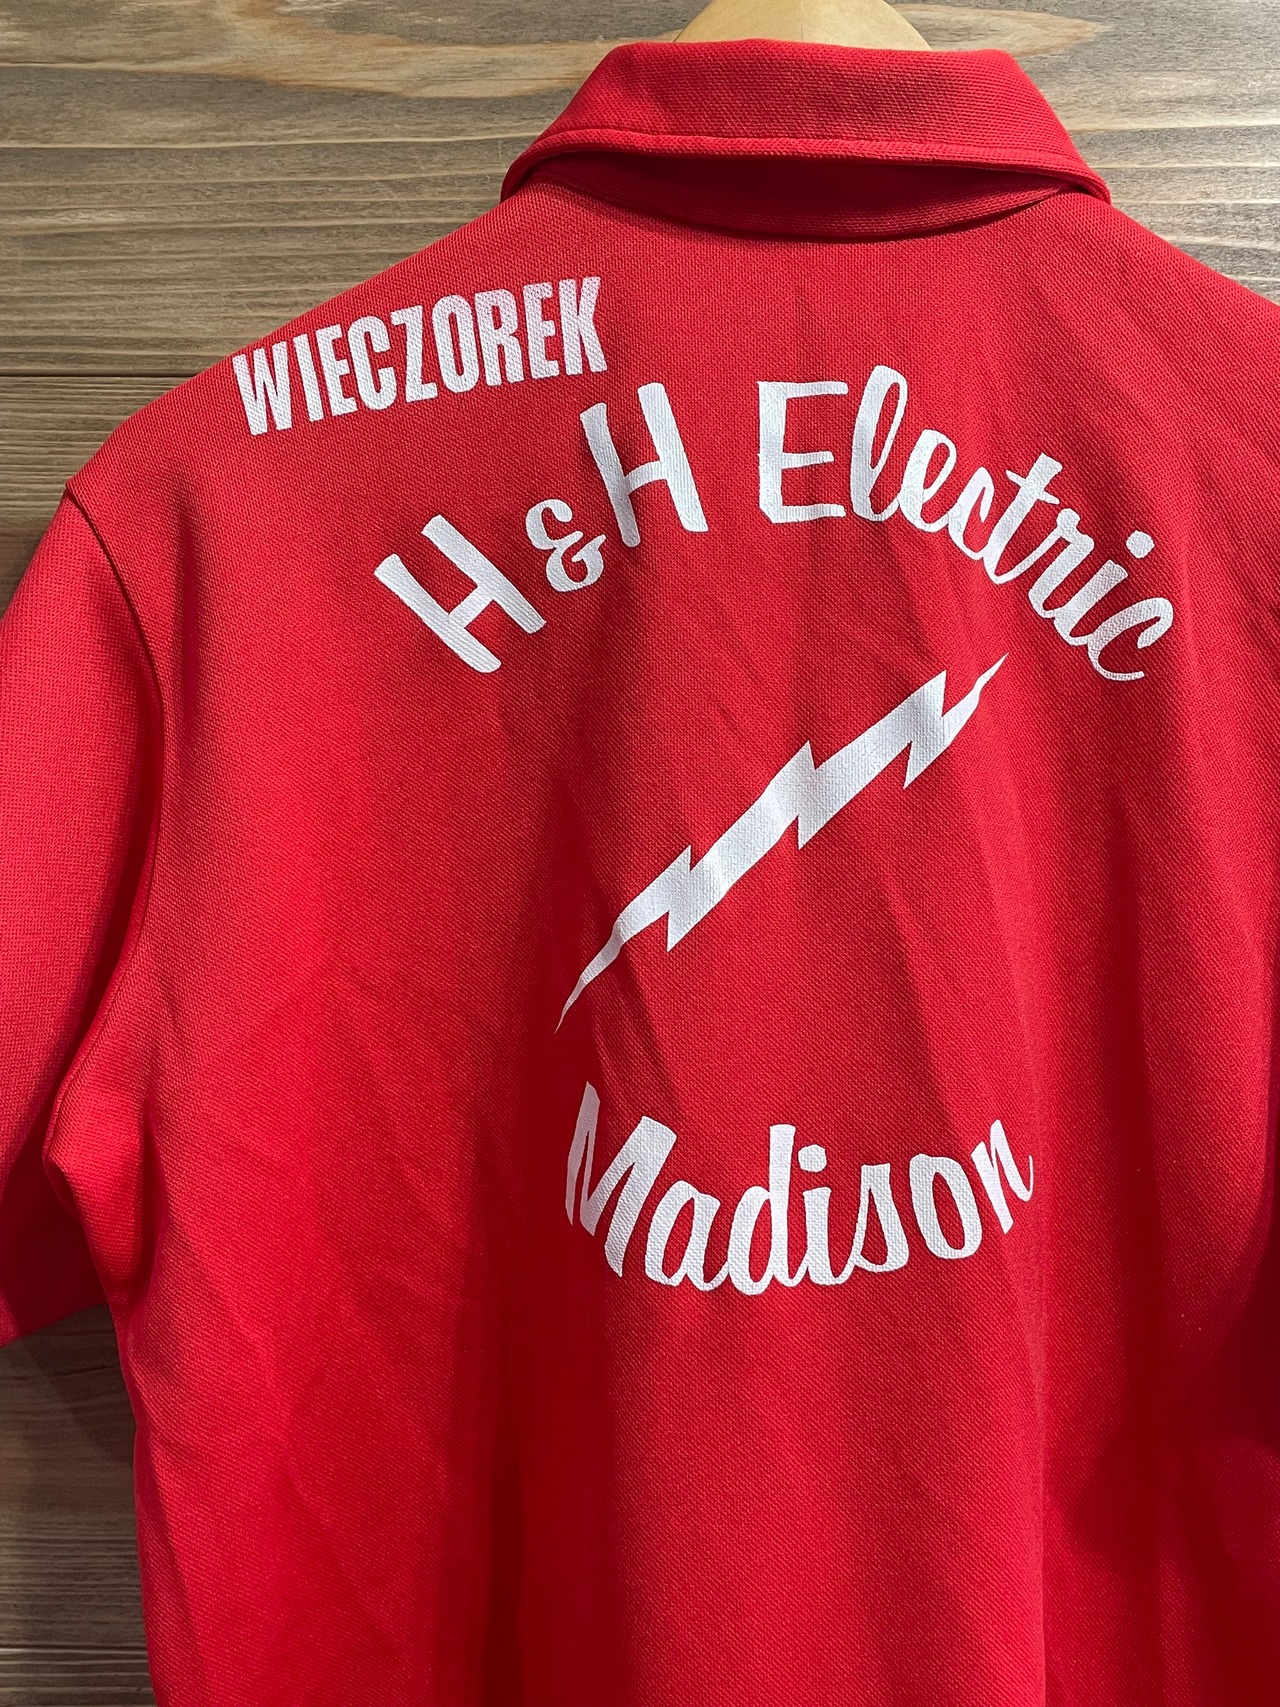 WIECZOREK
H & H Electric
Madison